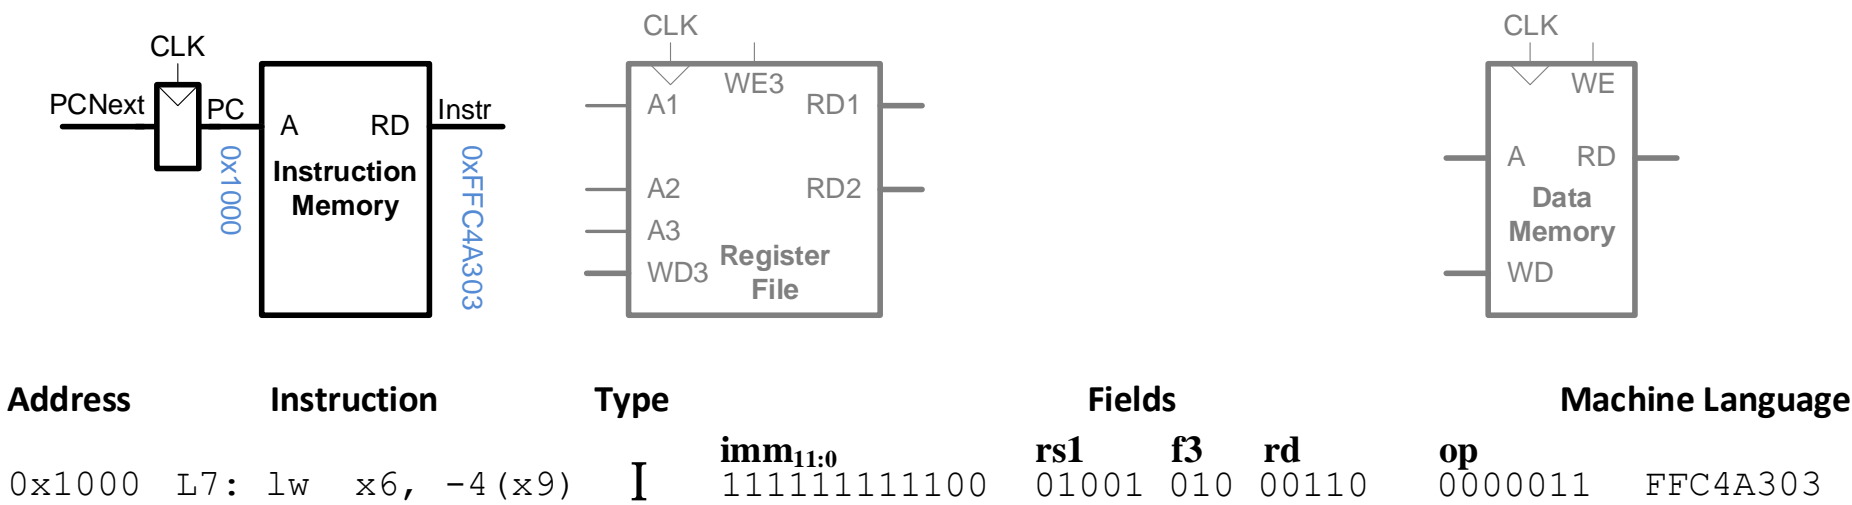 CLK
PCNext
PC
A
RD
Instr
Instruction
Memory
0x1000
0xFFC4A303
CLK
WE3
A1
RD1
A2
RD2
A3
WD3
Register
File
CLK
WE
A
RD
Data
Memory
WD
Address Instruction Type Fields Machine Language
imm11:0 rs1 f3 rd op
0x1000 L7: lw x6, -4(x9) I 111111111100 01001 010 00110 0000011 FFC4A303